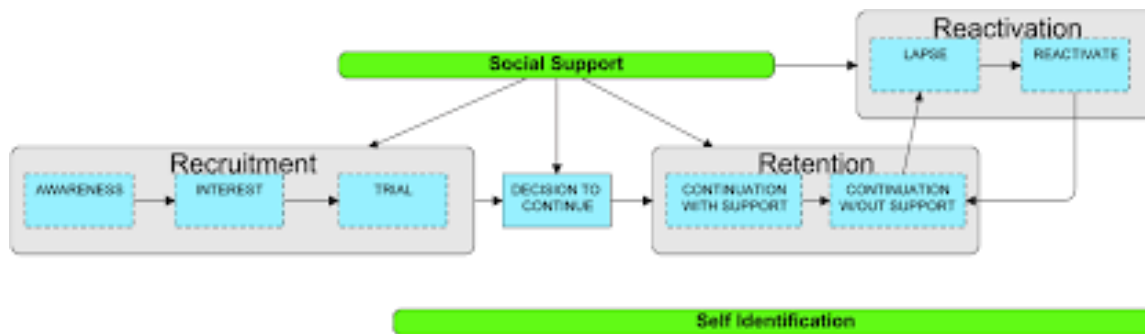 Reactivation
Social Support
LAPSE
REACTIVATE
Recruitment
Retention
AWARENESS
INTEREST
TRIAL
DECISION TO
CONTINUE
CONTINUATION
WITH SUPPORT
CONTINUATION
W/OUT SUPPORT
Self Identification